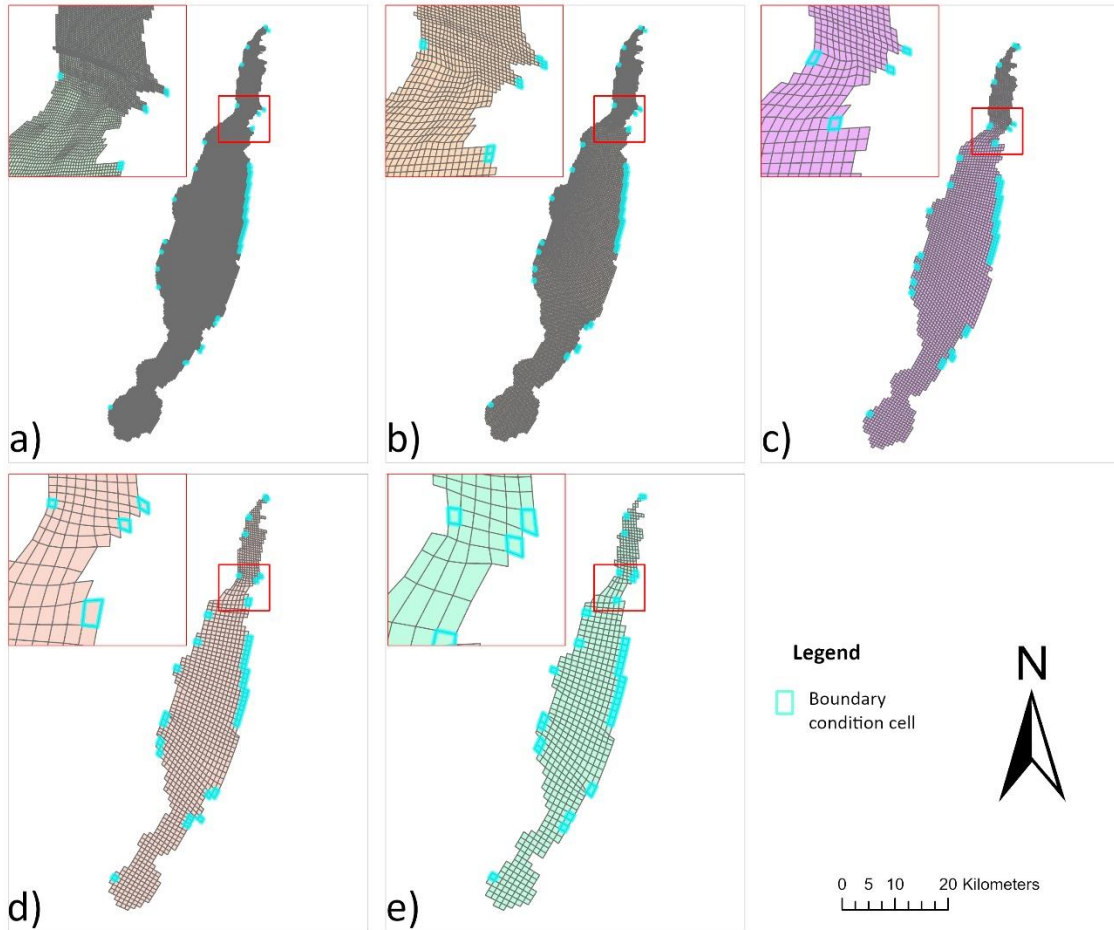 a)
b)
c)
d)
e)
Legend
Boundary
condition cell
N
0 5 10 20 Kilometers